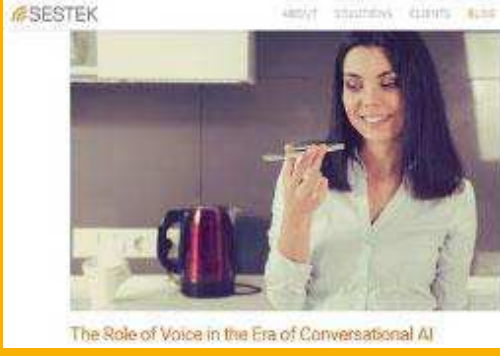 SESTEK
ABOUT SOLUTIONS CLIENTS BLOG
The Role of Voice in the Era of Conversational AI